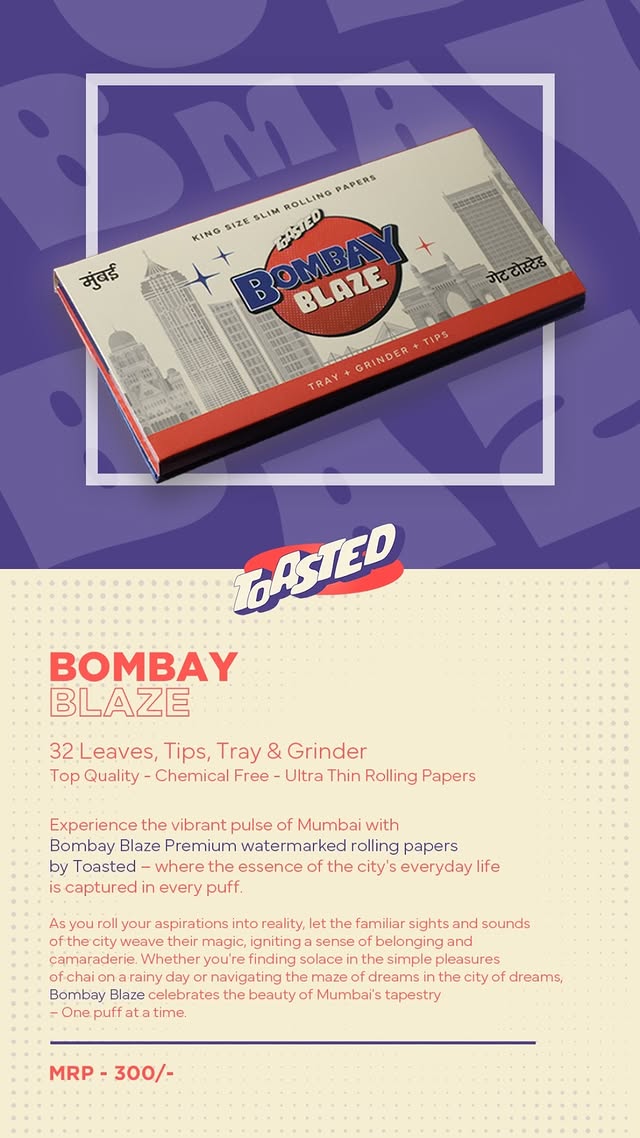 BOMBAY
BLAZE
KING SIZE SLIM ROLLING PAPERS
मुंबई
TOASTED
BOMBAY
BLAZE
गेट टोस्टेड
TRAY + GRINDER + TIPS
TOASTED
BOMBAY
BLAZE
32 Leaves, Tips, Tray & Grinder
Top Quality - Chemical Free - Ultra Thin Rolling Papers
Experience the vibrant pulse of Mumbai with
Bombay Blaze Premium watermarked rolling papers
by Toasted – where the essence of the city's everyday life
is captured in every puff.
As you roll your aspirations into reality, let the familiar sights and sounds
of the city weave their magic, igniting a sense of belonging and
camaraderie. Whether you're finding solace in the simple pleasures
of chai on a rainy day or navigating the maze of dreams in the city of dreams,
Bombay Blaze celebrates the beauty of Mumbai's tapestry
– One puff at a time.
MRP - 300/-